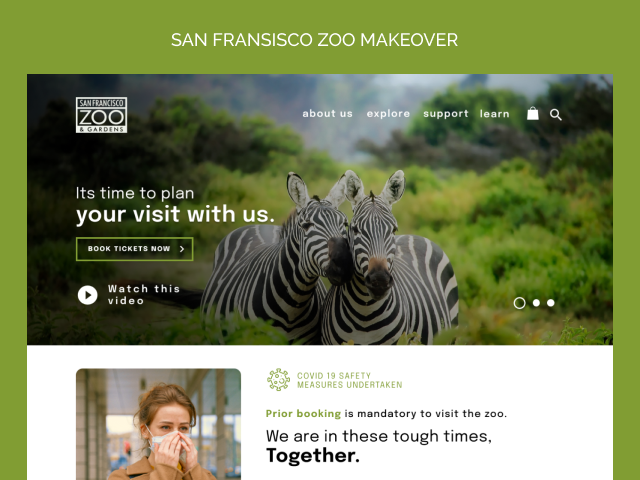 SAN FRANSISCO ZOO MAKEOVER
SAN FRANCISCO
ZOO
& GARDENS
about us explore support learn
Its time to plan
your visit with us.
BOOK TICKETS NOW >
Watch this
video
COVID 19 SAFETY
MEASURES UNDERTAKEN
Prior booking is mandatory to visit the zoo.
We are in these tough times,
Together.